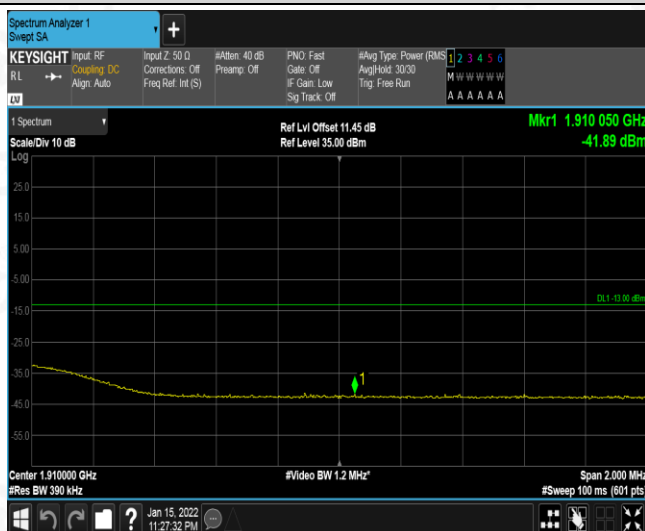 Spectrum Analyzer 1
Swept SA
+
KEYSIGHT
RL
LXI
Input: RF
Coupling: DC
Align: Auto
Input Z: 50 Ω
Corrections: Off
Freq Ref: Int (S)
#Atten: 40 dB
Preamp: Off
PNO: Fast
Gate: Off
IF Gain: Low
Sig Track: Off
#Avg Type: Power (RMS
Avg|Hold: 30/30
Trig: Free Run
1 2 3 4 5 6
M W W W W W
A A A A A A
1 Spectrum
Scale/Div 10 dB
Log
Ref Lvl Offset 11.45 dB
Ref Level 35.00 dBm
Mkr1 1.910 050 GHz
-41.89 dBm
25.0
15.0
5.00
-5.00
DL1 -13.00 dBm
-15.0
-25.0
-35.0
1
-45.0
-55.0
Center 1.910000 GHz
#Res BW 390 kHz
#Video BW 1.2 MHz*
Span 2.000 MHz
#Sweep 100 ms (601 pts)
?
Jan 15, 2022
11:27:32 PM